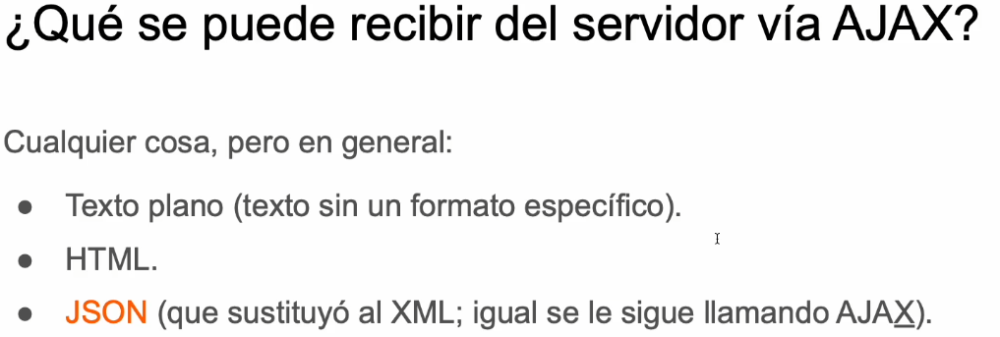 ¿Qué se puede recibir del servidor vía AJAX?
Cualquier cosa, pero en general:
● Texto plano (texto sin un formato específico).
● HTML.
● JSON (que sustituyó al XML; igual se le sigue llamando AJAX).